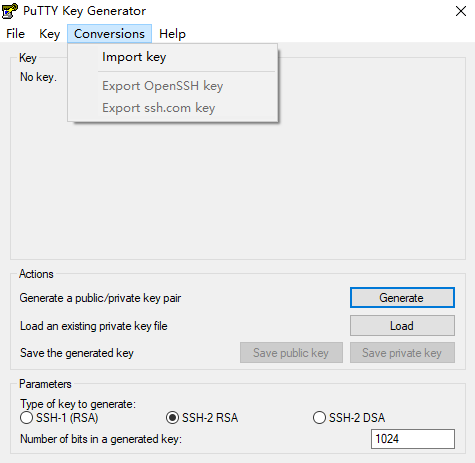 PuTTY Key Generator
File Key Conversions Help
Import key
Export OpenSSH key
Export ssh.com key
Key
No key.
Actions
Generate a public/private key pair Generate
Load an existing private key file Load
Save the generated key Save public key Save private key
Parameters
Type of key to generate:
SSH-1 (RSA) SSH-2 RSA SSH-2 DSA
Number of bits in a generated key: 1024